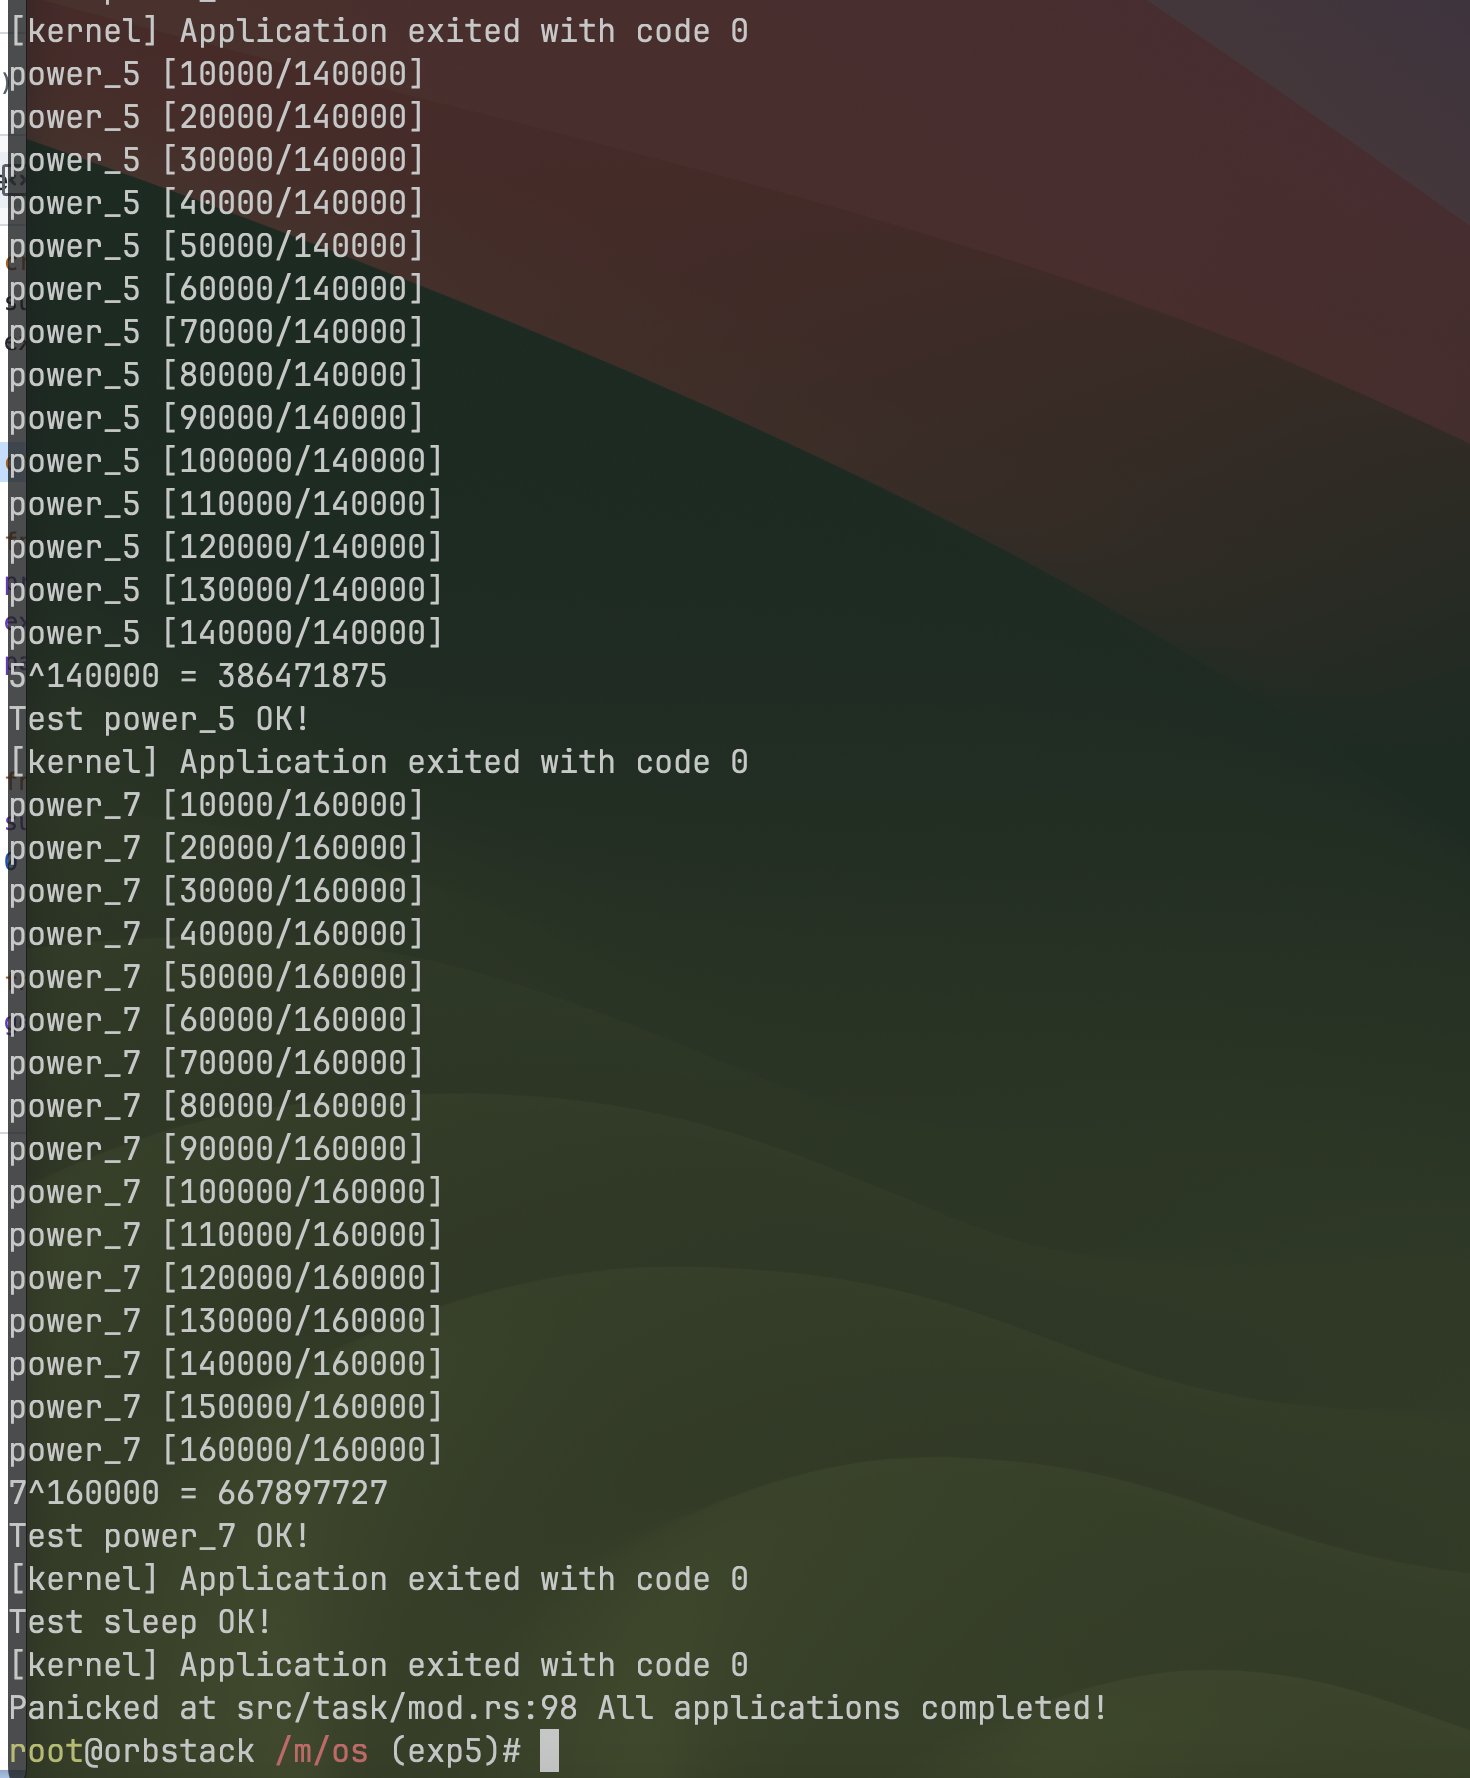 [kernel] Application exited with code 0
power_5 [10000/140000]
power_5 [20000/140000]
power_5 [30000/140000]
power_5 [40000/140000]
power_5 [50000/140000]
power_5 [60000/140000]
power_5 [70000/140000]
power_5 [80000/140000]
power_5 [90000/140000]
power_5 [100000/140000]
power_5 [110000/140000]
power_5 [120000/140000]
power_5 [130000/140000]
power_5 [140000/140000]
5^140000 = 386471875
Test power_5 OK!
[kernel] Application exited with code 0
power_7 [10000/160000]
power_7 [20000/160000]
power_7 [30000/160000]
power_7 [40000/160000]
power_7 [50000/160000]
power_7 [60000/160000]
power_7 [70000/160000]
power_7 [80000/160000]
power_7 [90000/160000]
power_7 [100000/160000]
power_7 [110000/160000]
power_7 [120000/160000]
power_7 [130000/160000]
power_7 [140000/160000]
power_7 [150000/160000]
power_7 [160000/160000]
7^160000 = 667897727
Test power_7 OK!
[kernel] Application exited with code 0
Test sleep OK!
[kernel] Application exited with code 0
Panicked at src/task/mod.rs:98 All applications completed!
root@orbstack /m/os (exp5)#